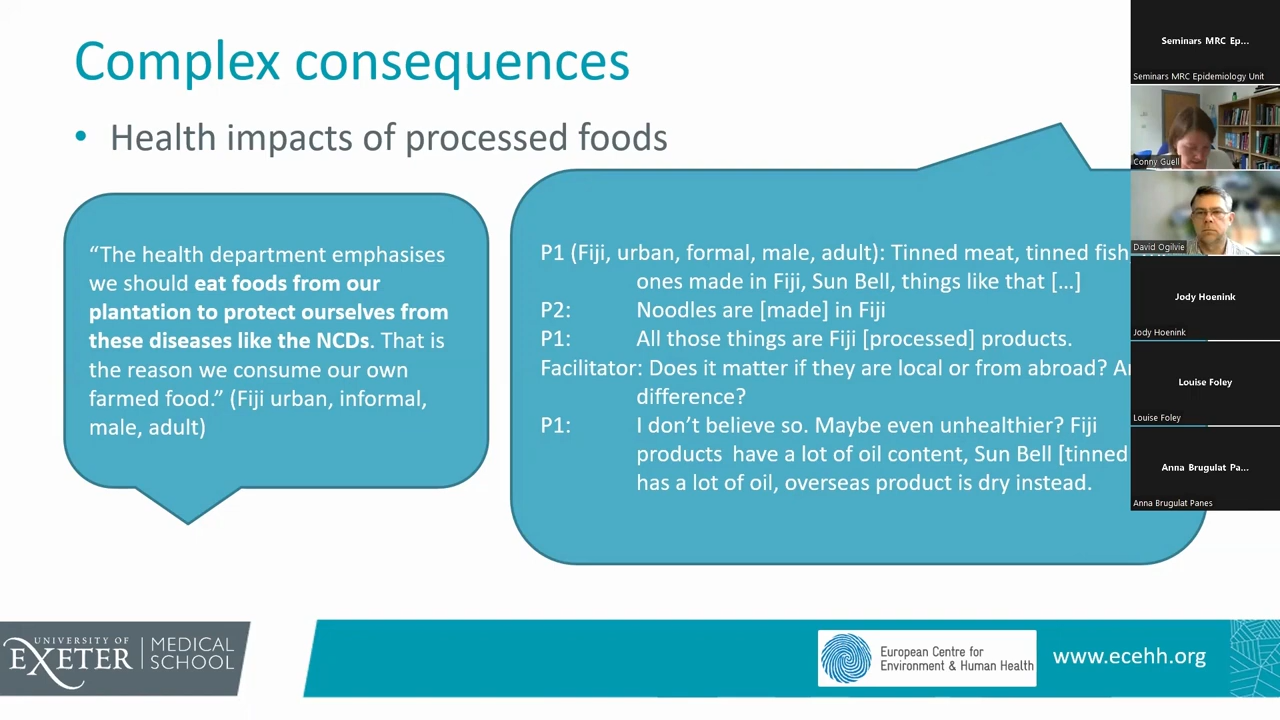 Complex consequences
• Health impacts of processed foods
“The health department emphasises
we should eat foods from our
plantation to protect ourselves from
these diseases like the NCDs. That is
the reason we consume our own
farmed food.” (Fiji urban, informal,
male, adult)
P1 (Fiji, urban, formal, male, adult): Tinned meat, tinned fish
ones made in Fiji, Sun Bell, things like that […]
P2: Noodles are [made] in Fiji
P1: All those things are Fiji [processed] products.
Facilitator: Does it matter if they are local or from abroad?
difference?
P1: I don’t believe so. Maybe even unhealthier? Fiji
products have a lot of oil content, Sun Bell [tinned
has a lot of oil, overseas product is dry instead.
Seminars MRC Ep...
Seminars MRC Epidemiology Unit
Conny Guell
David Ogilvie
Jody Hoenink
Jody Hoenink
Louise Foley
Louise Foley
Anna Brugulat Pa...
Anna Brugulat Panes
UNIVERSITY OF
EXETER
MEDICAL
SCHOOL
European Centre for
Environment & Human Health
www.ecehh.org